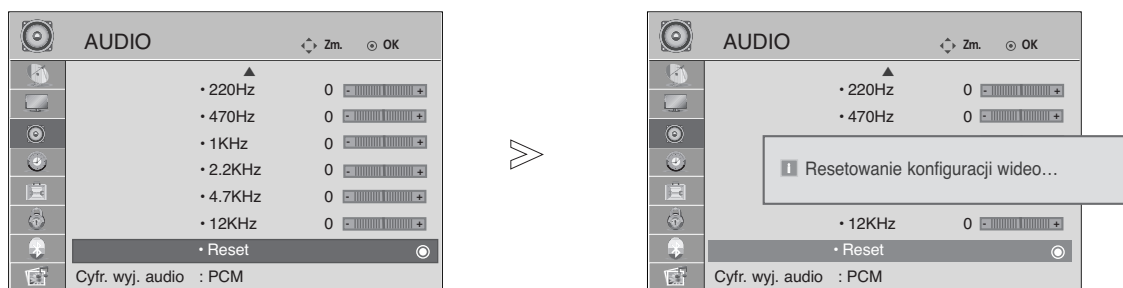 AUDIO Zm. OK
• 220Hz 0 - +
• 470Hz 0 - +
• 1KHz 0 - +
• 2.2KHz 0 - +
• 4.7KHz 0 - +
• 12KHz 0 - +
• Reset
Cyfr. wyj. audio : PCM
AUDIO Zm. OK
• 220Hz 0 - +
• 470Hz 0 - +
Resetowanie konfiguracji wideo…
• 12KHz 0 - +
• Reset
Cyfr. wyj. audio : PCM